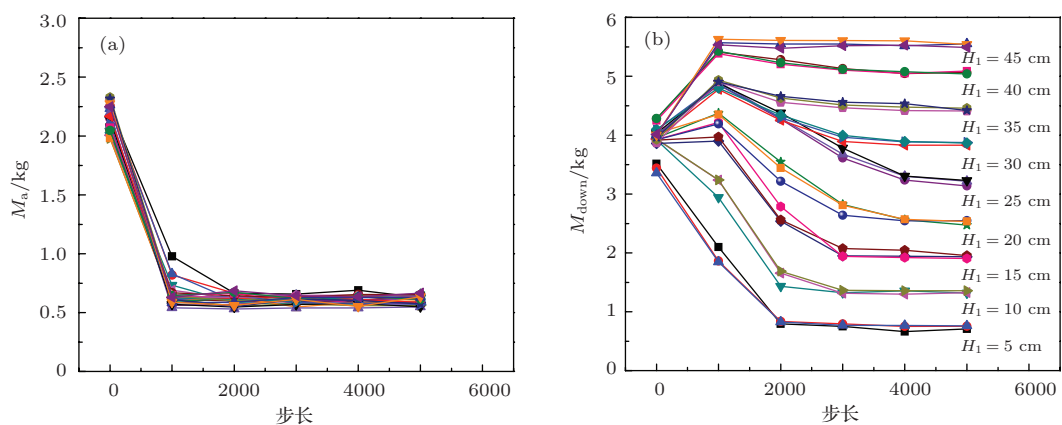 (a)
3.0
2.5
2.0
1.5
1.0
0.5
0
M_a/kg
0
2000
4000
6000
步长
(b)
6
5
4
3
2
1
0
M_down/kg
H_1 = 45 cm
H_1 = 40 cm
H_1 = 35 cm
H_1 = 30 cm
H_1 = 25 cm
H_1 = 20 cm
H_1 = 15 cm
H_1 = 10 cm
H_1 = 5 cm
0
2000
4000
6000
步长